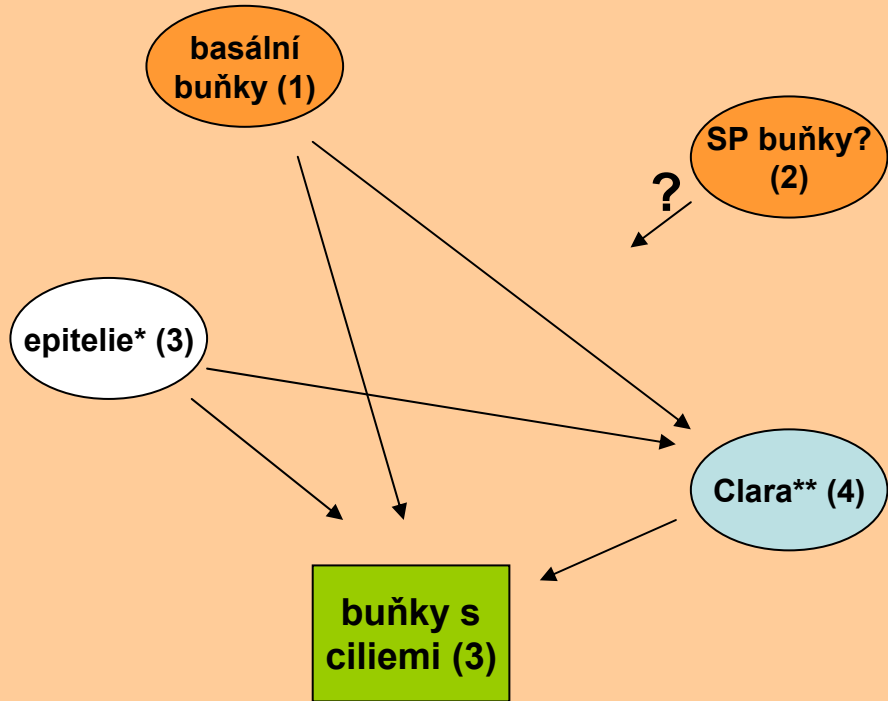 basální
buňky (1)
SP buňky?
(2)
?
epitelie* (3)
Clara** (4)
buňky s
ciliemi (3)